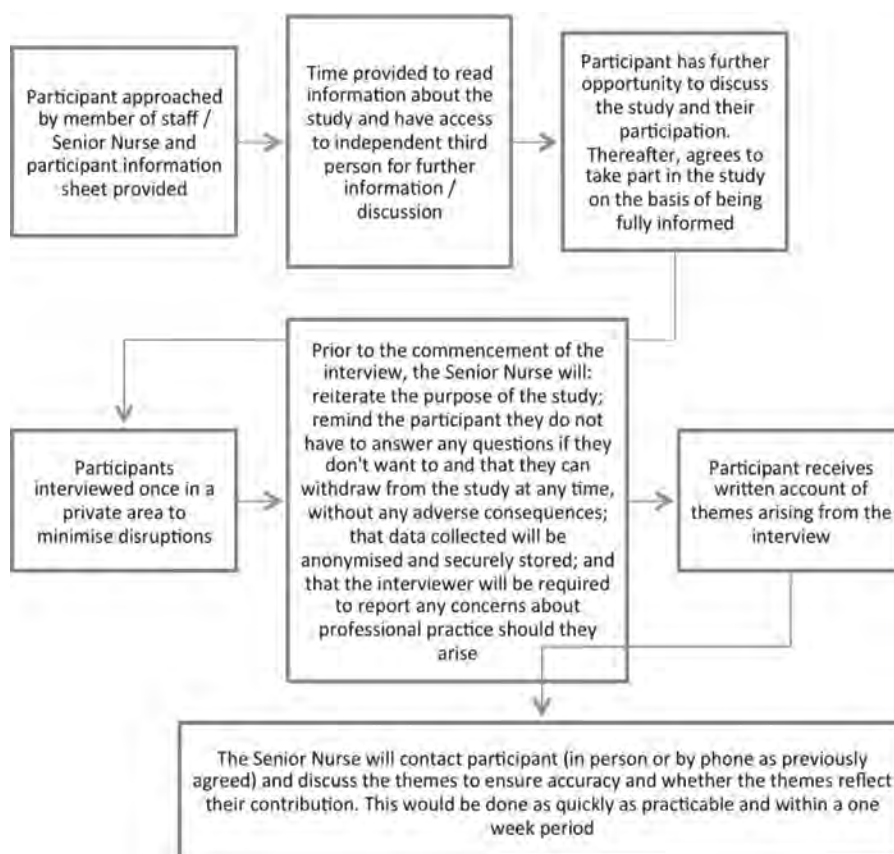 Participant approached
by member of staff /
Senior Nurse and
participant information
sheet provided
Time provided to read
information about the
study and have access
to independent third
person for further
information /
discussion
Participant has further
opportunity to discuss
the study and their
participation.
Thereafter, agrees to
take part in the study
on the basis of being
fully informed
Participants
interviewed once in a
private area to
minimise disruptions
Prior to the commencement of the
interview, the Senior Nurse will:
reiterate the purpose of the study;
remind the participant they do not
have to answer any questions if they
don't want to and that they can
withdraw from the study at any time,
without any adverse consequences;
that data collected will be
anonymised and securely stored; and
that the interviewer will be required
to report any concerns about
professional practice should they
arise
Participant receives
written account of
themes arising from the
interview
The Senior Nurse will contact participant (in person or by phone as previously
agreed) and discuss the themes to ensure accuracy and whether the themes reflect
their contribution. This would be done as quickly as practicable and within a one
week period